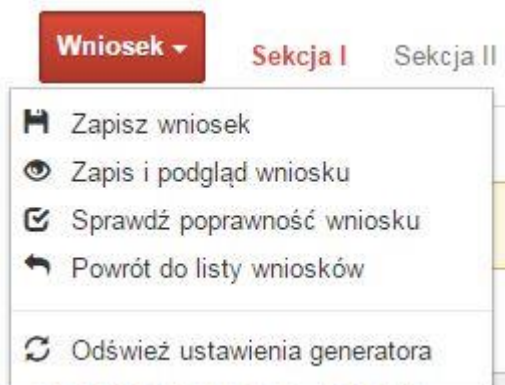 Wniosek Sekcja I Sekcja II
Zapisz wniosek
Zapis i podgląd wniosku
Sprawdź poprawność wniosku
Powrót do listy wniosków
Odśwież ustawienia generatora